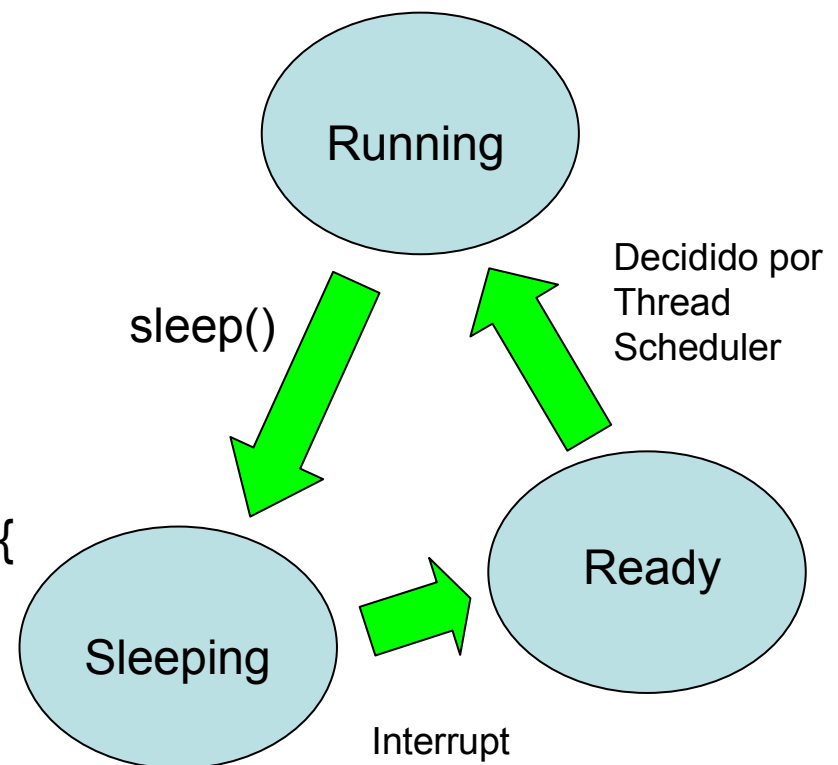 Running
Decidido por
Thread
Scheduler
sleep()
{
Ready
Sleeping
Interrupt